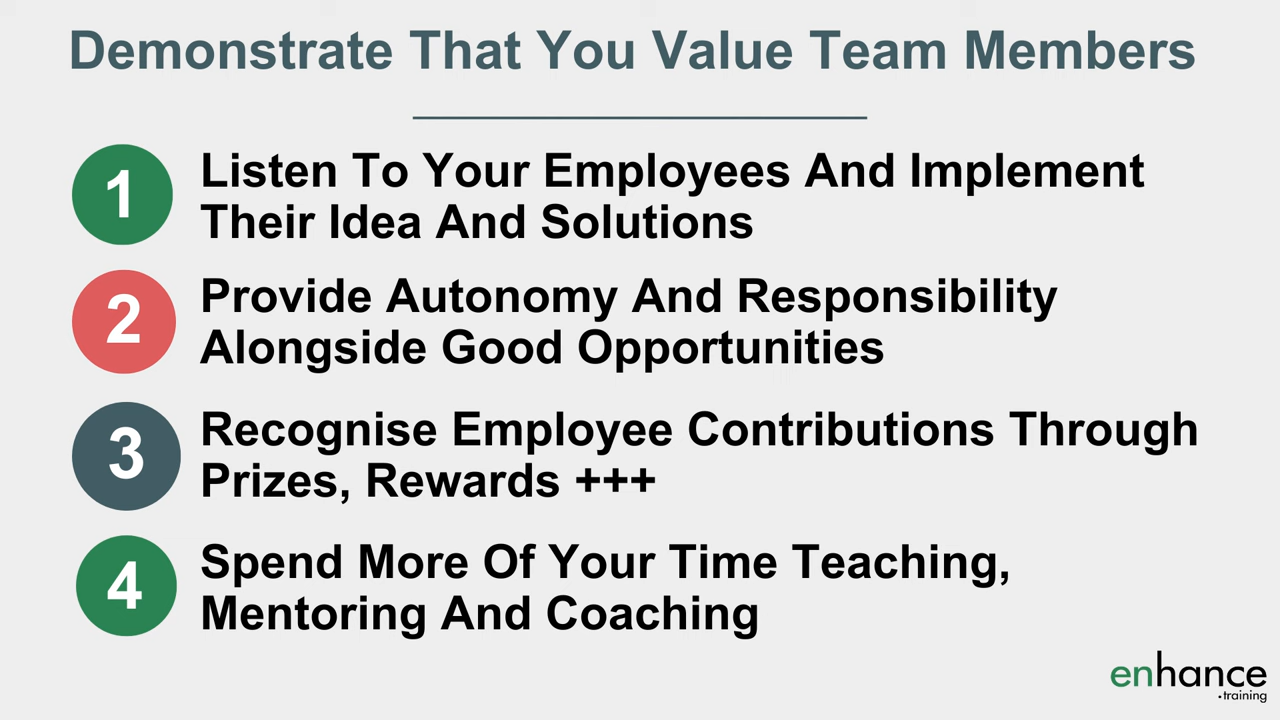 Demonstrate That You Value Team Members
1
Listen To Your Employees And Implement
Their Idea And Solutions
2
Provide Autonomy And Responsibility
Alongside Good Opportunities
3
Recognise Employee Contributions Through
Prizes, Rewards +++
4
Spend More Of Your Time Teaching,
Mentoring And Coaching
enhance
.training